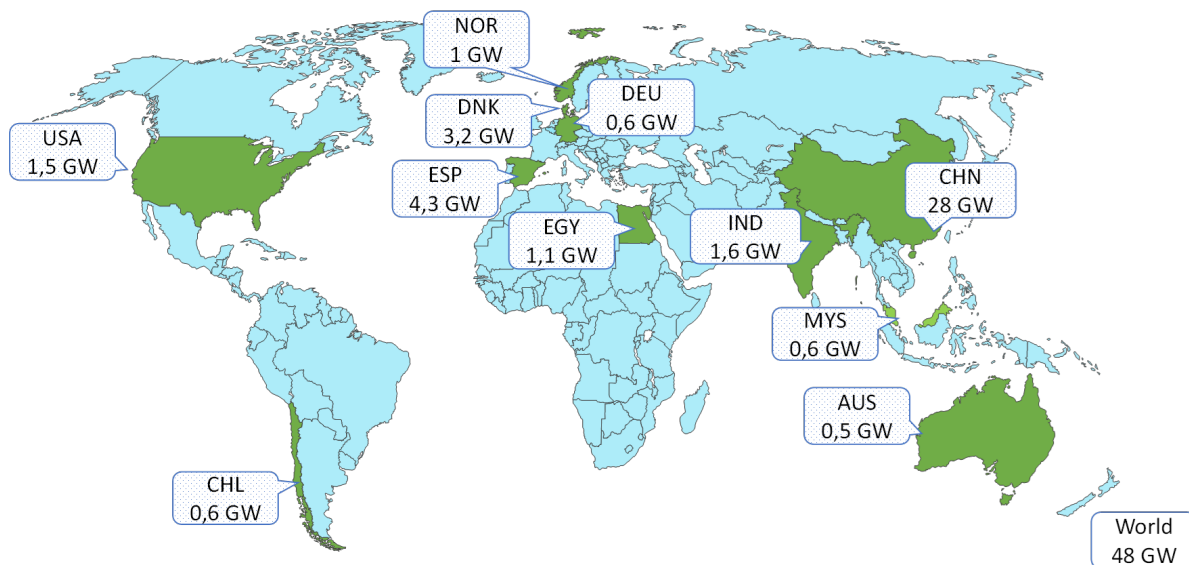 NOR
1 GW
DNK
3,2 GW
DEU
0,6 GW
USA
1,5 GW
ESP
4,3 GW
EGY
1,1 GW
IND
1,6 GW
CHN
28 GW
MYS
0,6 GW
AUS
0,5 GW
CHL
0,6 GW
World
48 GW